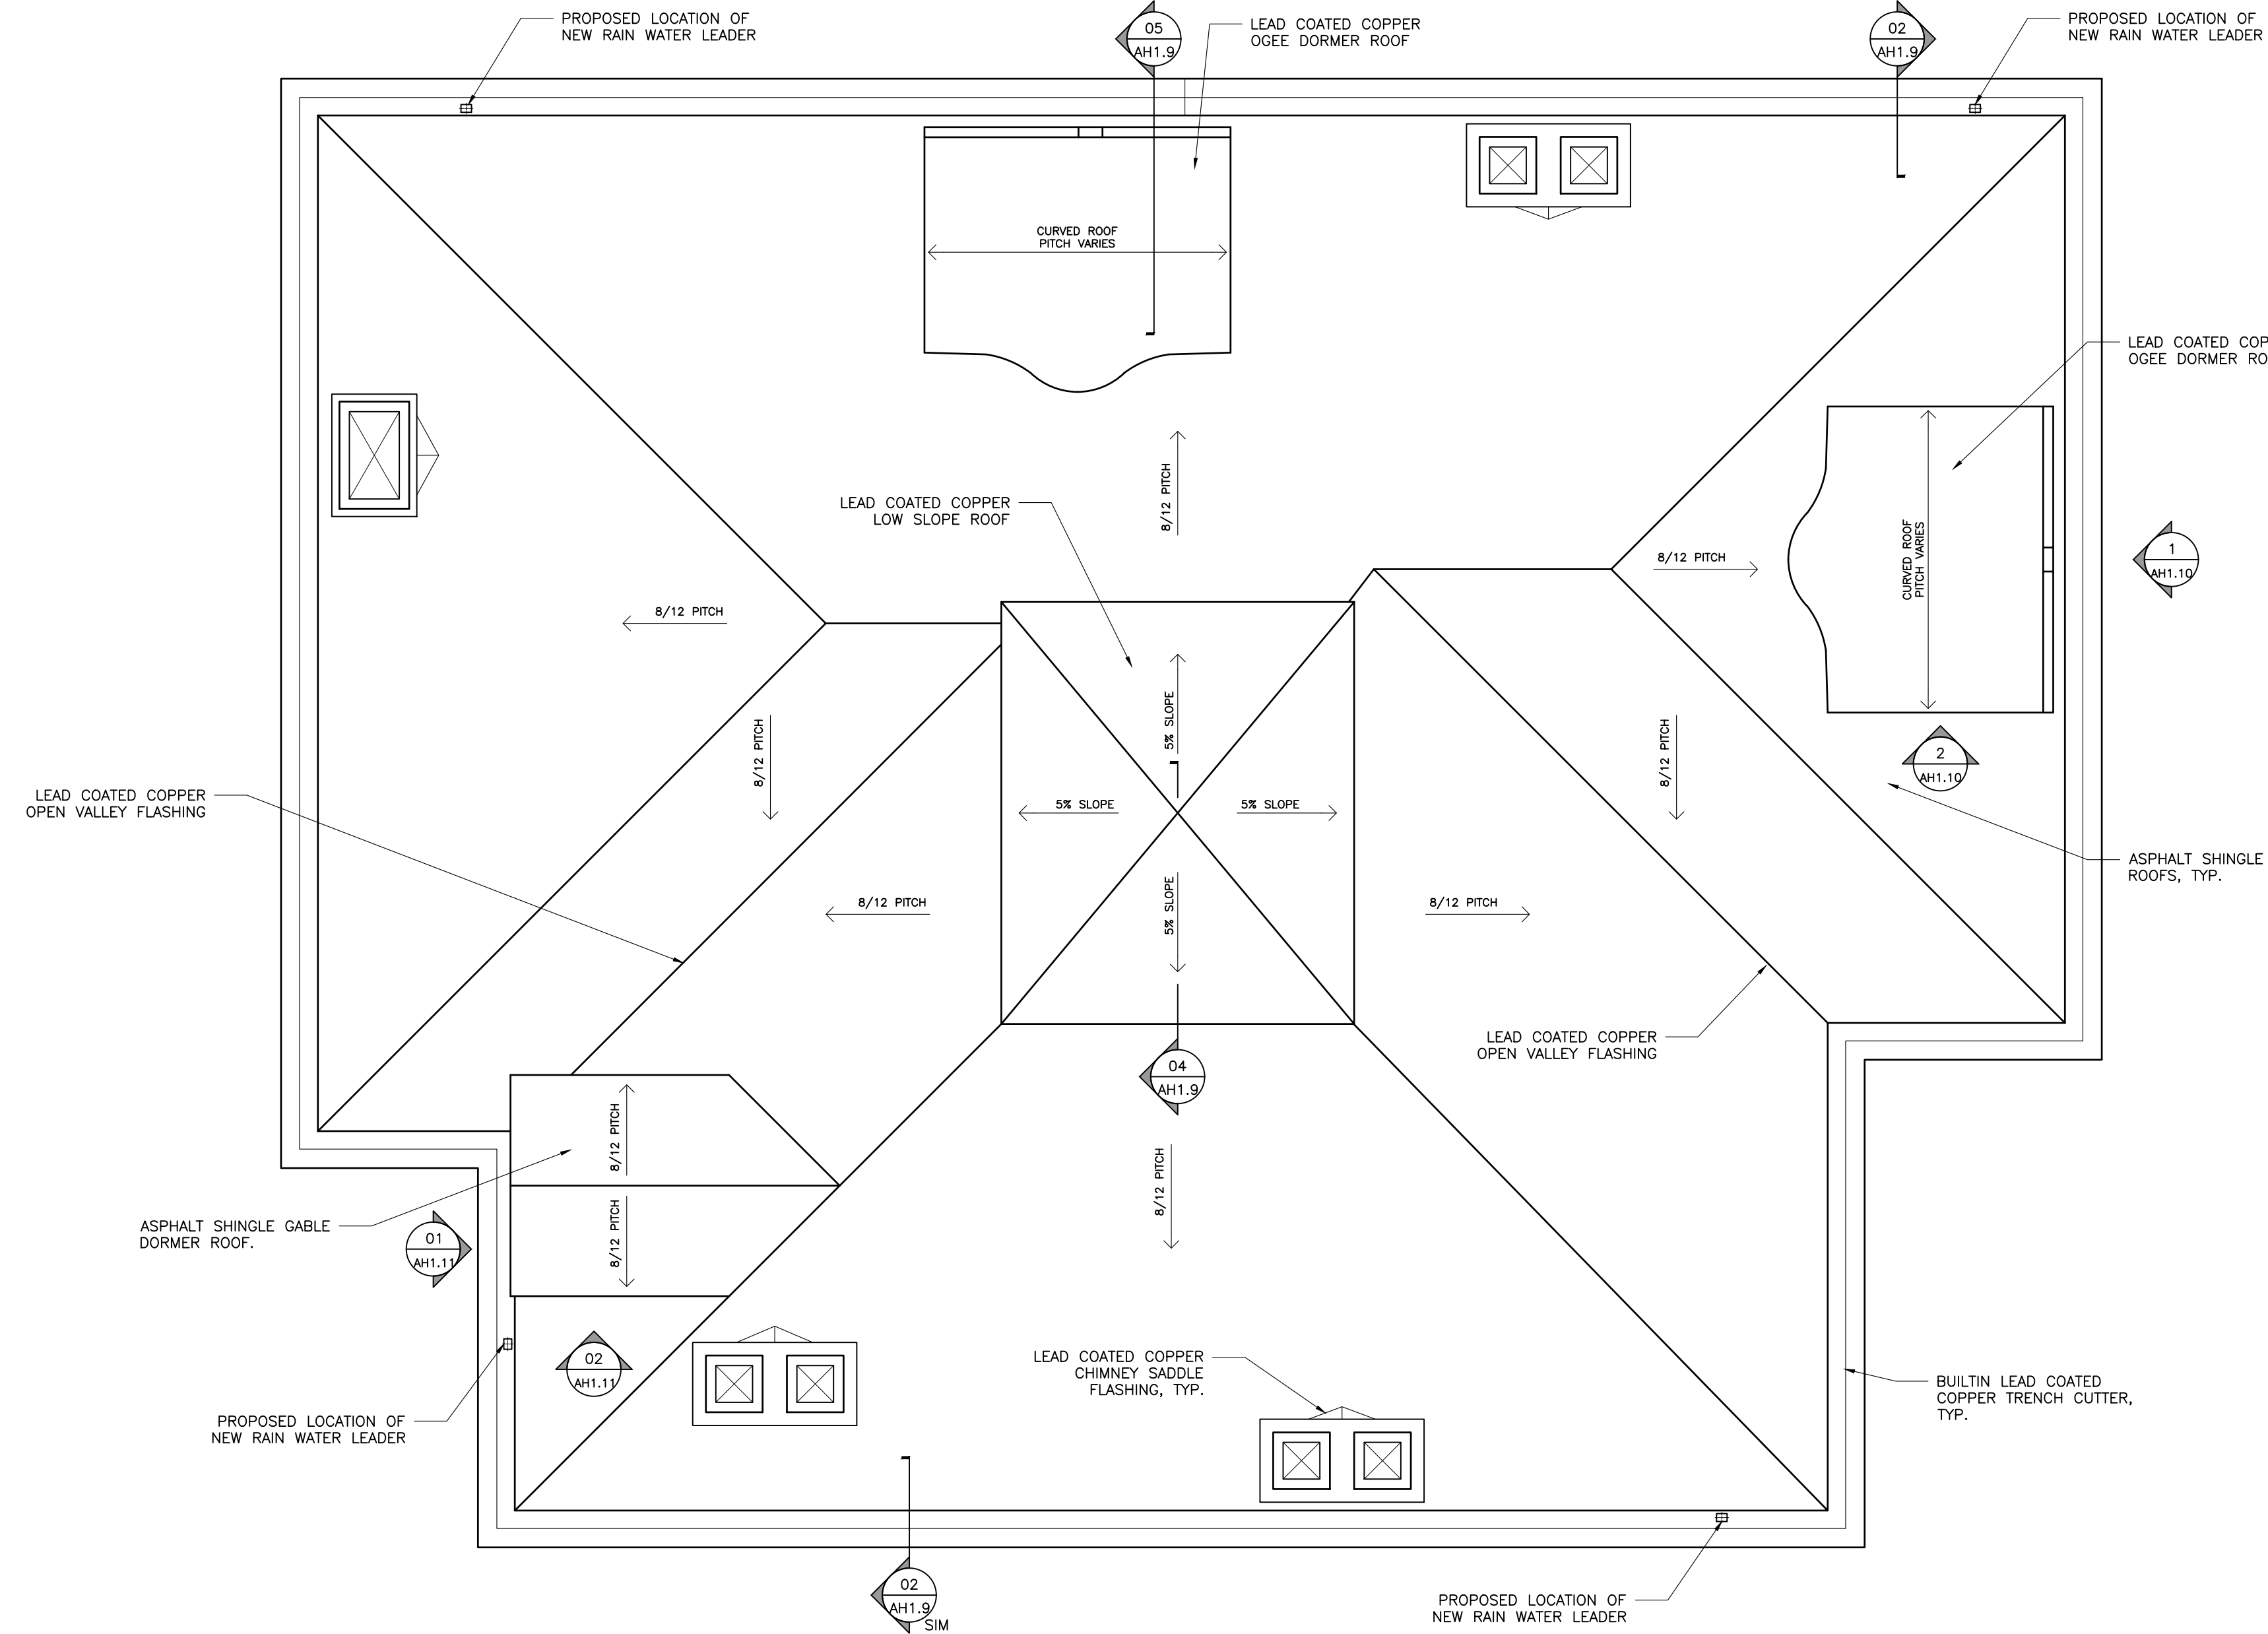 PROPOSED LOCATION OF
NEW RAIN WATER LEADER
05
AH1.9
LEAD COATED COPPER
OGEE DORMER ROOF
02
AH1.9
PROPOSED LOCATION OF
NEW RAIN WATER LEADER
CURVED ROOF
PITCH VARIES
LEAD COATED COP
OGEE DORMER RO
8/12 PITCH
LEAD COATED COPPER
LOW SLOPE ROOF
CURVED ROOF
PITCH VARIES
1
AH1.10
8/12 PITCH
8/12 PITCH
8/12 PITCH
5% SLOPE
8/12 PITCH
2
AH1.10
LEAD COATED COPPER
OPEN VALLEY FLASHING
5% SLOPE
5% SLOPE
ASPHALT SHINGLE
ROOFS, TYP.
8/12 PITCH
5% SLOPE
8/12 PITCH
LEAD COATED COPPER
OPEN VALLEY FLASHING
04
AH1.9
8/12 PITCH
8/12 PITCH
ASPHALT SHINGLE GABLE
DORMER ROOF.
01
AH1.11
8/12 PITCH
02
AH1.11
LEAD COATED COPPER
CHIMNEY SADDLE
FLASHING, TYP.
BUILTIN LEAD COATED
COPPER TRENCH CUTTER,
TYP.
PROPOSED LOCATION OF
NEW RAIN WATER LEADER
02
AH1.9
SIM
PROPOSED LOCATION OF
NEW RAIN WATER LEADER